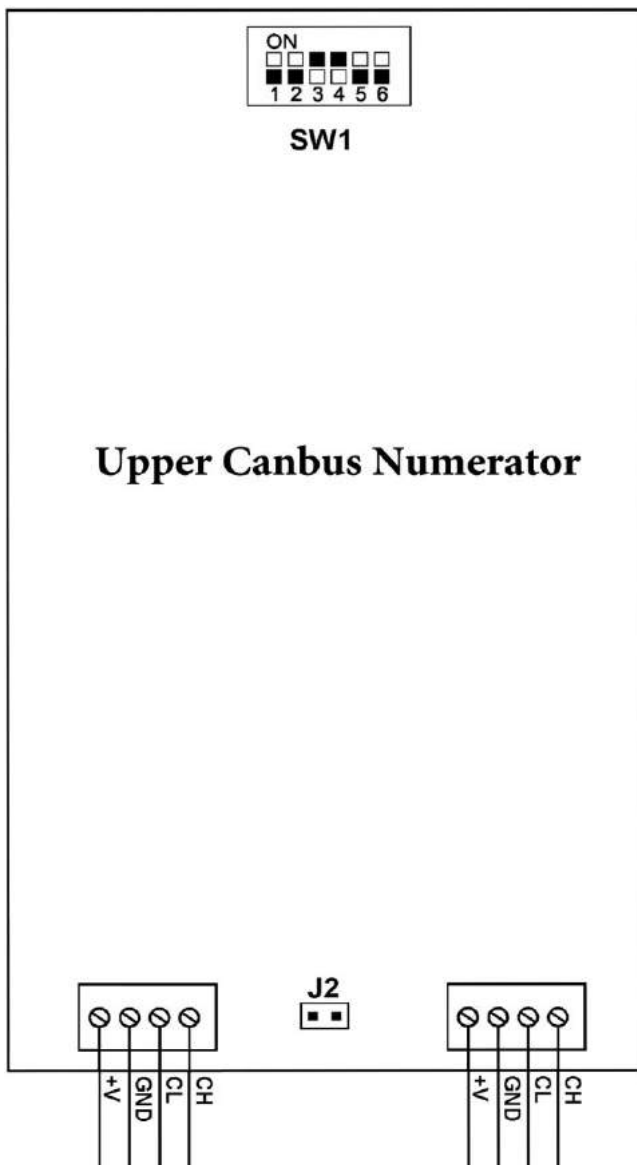 ON
1 2 3 4 5 6
SW1
Upper Canbus Numerator
J2
+V GND CL CH
+V GND CL CH